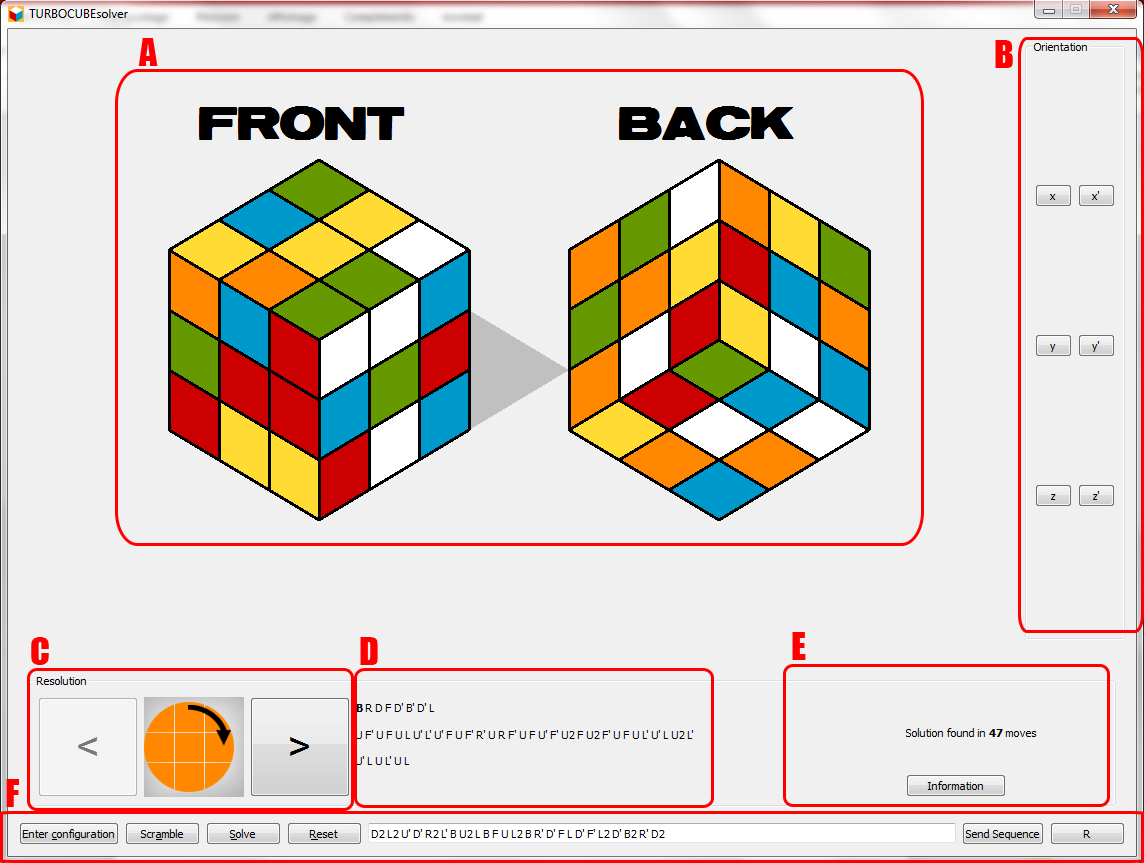 TURBOCUBEsolver
A
B
Orientation
FRONT
BACK
x
x'
y
y'
z
z'
C
D
E
Resolution
<
>
B R D F D' B' D' L
U F' U F U L U' L' U' F U F' R' U R F' U F U' F' U2 F U2 F' U F U L' U' L U2 L'
U' L U L' U L
Solution found in 47 moves
Information
F
Enter configuration
Scramble
Solve
Reset
D2 L2 U' D' R2 L' B U2 L B F U L2 B R' D' F L D' F' L2 D' B2 R' D2
Send Sequence
R